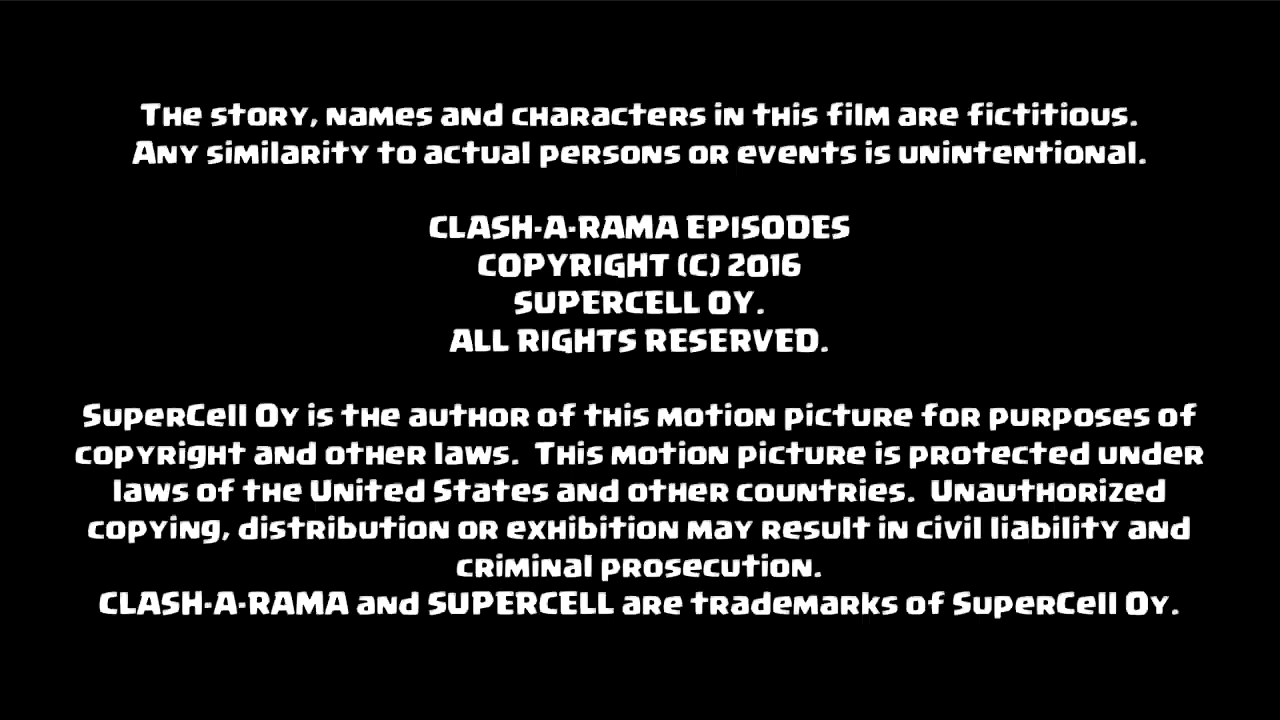 The story, names and characters in this film are fictitious.
Any similarity to actual persons or events is unintentional.
CLASH-A-RAMA EPISODES
COPYRIGHT (C) 2016
SUPERCELL OY.
ALL RIGHTS RESERVED.
SuperCell Oy is the author of this motion picture for purposes of
copyright and other laws.  This motion picture is protected under
laws of the United States and other countries.  Unauthorized
copying, distribution or exhibition may result in civil liability and
criminal prosecution.
CLASH-A-RAMA and SUPERCELL are trademarks of SuperCell Oy.